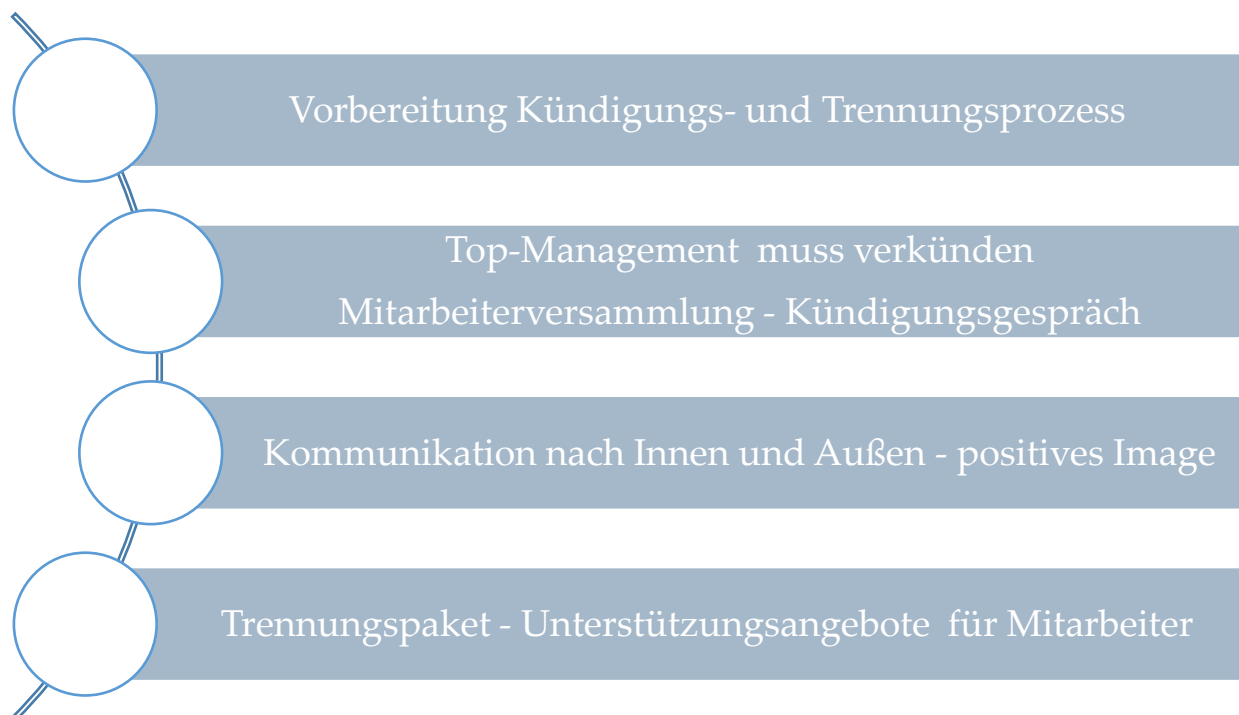 Vorbereitung Kündigungs- und Trennungsprozess
Top-Management muss verkünden
Mitarbeiterversammlung - Kündigungsgespräch
Kommunikation nach Innen und Außen - positives Image
Trennungspaket - Unterstützungsangebote für Mitarbeiter